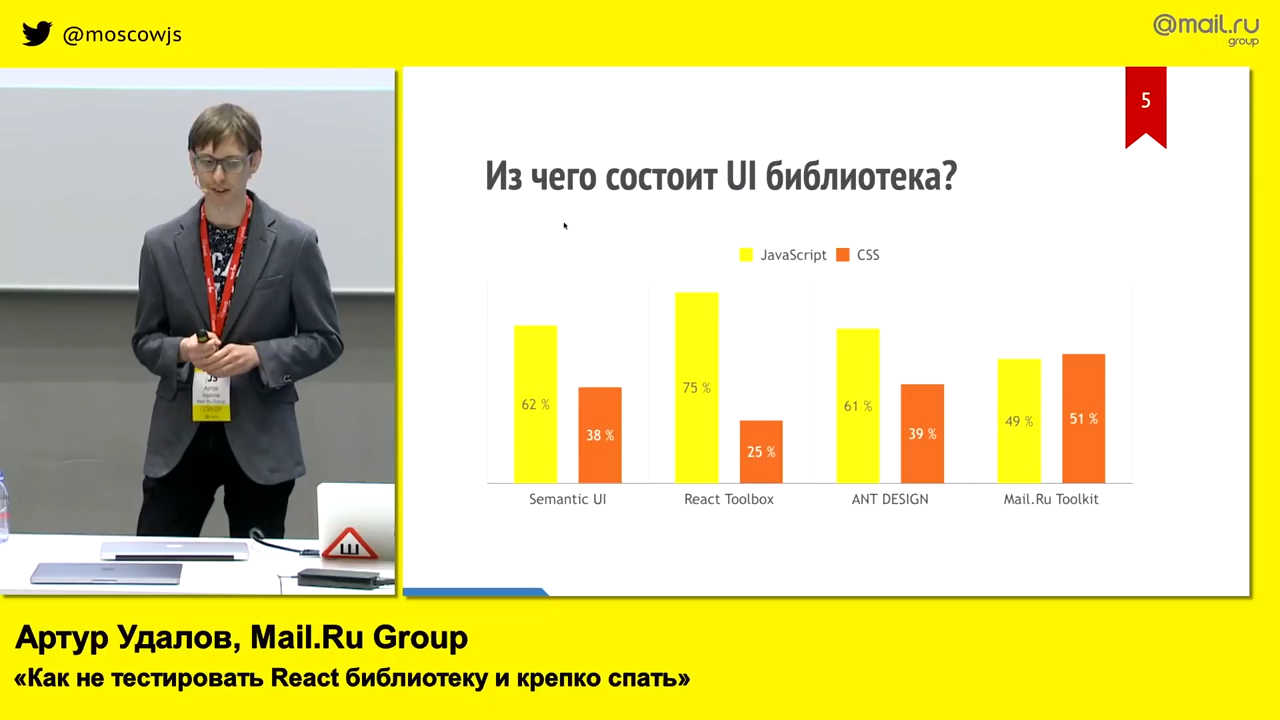 @moscowjs
@mail.ru
group
5
Из чего состоит UI библиотека?
JavaScript
CSS
62 %
38 %
75 %
25 %
61 %
39 %
49 %
51 %
Semantic UI
React Toolbox
ANT DESIGN
Mail.Ru Toolkit
Артур Удалов, Mail.Ru Group
«Как не тестировать React библиотеку и крепко спать»